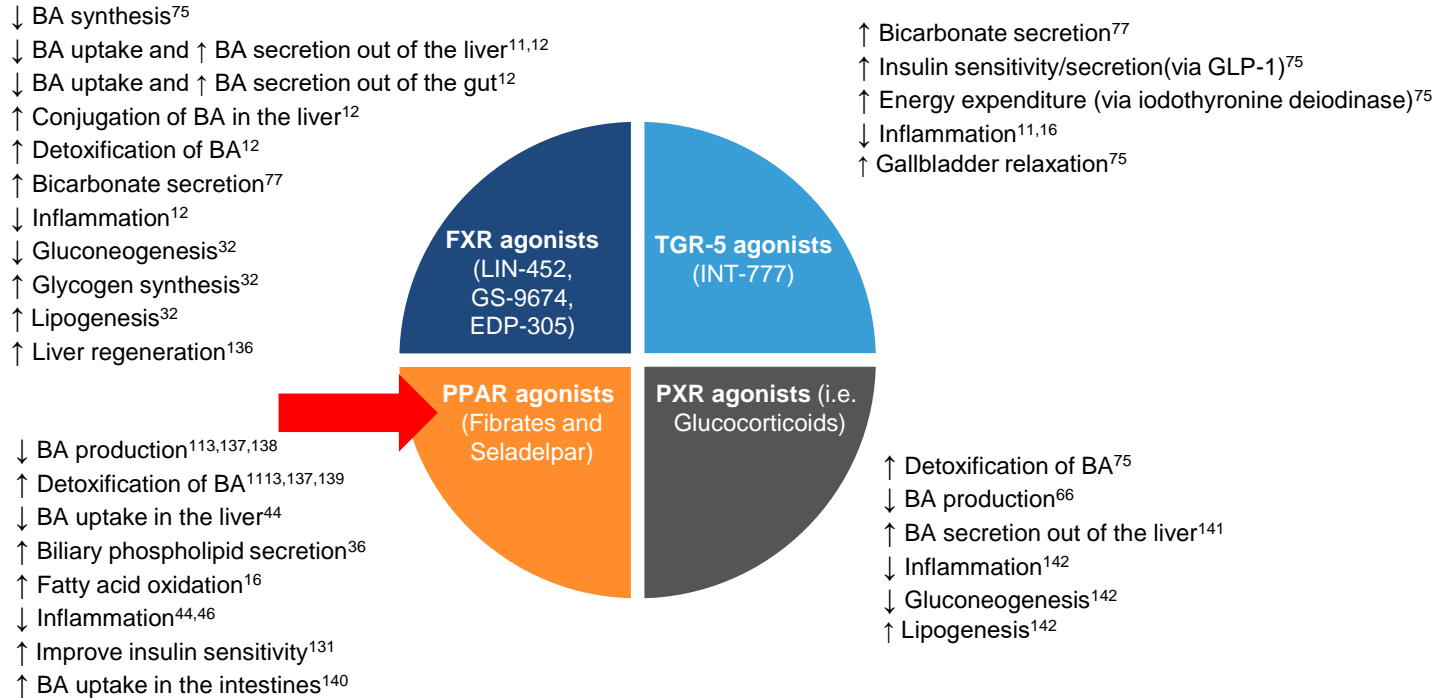 ↓ BA synthesis75
↓ BA uptake and ↑ BA secretion out of the liver11,12
↓ BA uptake and ↑ BA secretion out of the gut12
↑ Conjugation of BA in the liver12
↑ Detoxification of BA12
↑ Bicarbonate secretion77
↓ Inflammation12
↓ Gluconeogenesis32
↑ Glycogen synthesis32
↑ Lipogenesis32
↑ Liver regeneration136
↑ Bicarbonate secretion77
↑ Insulin sensitivity/secretion(via GLP-1)75
↑ Energy expenditure (via iodothyronine deiodinase)75
↓ Inflammation11,16
↑ Gallbladder relaxation75
FXR agonists
(LIN-452,
GS-9674,
EDP-305)
TGR-5 agonists
(INT-777)
PPAR agonists
(Fibrates and
Seladelpar)
PXR agonists (i.e.
Glucocorticoids)
↓ BA production113,137,138
↑ Detoxification of BA1113,137,139
↓ BA uptake in the liver44
↑ Biliary phospholipid secretion36
↑ Fatty acid oxidation16
↓ Inflammation44,46
↑ Improve insulin sensitivity131
↑ BA uptake in the intestines140
↑ Detoxification of BA75
↓ BA production66
↑ BA secretion out of the liver141
↓ Inflammation142
↓ Gluconeogenesis142
↑ Lipogenesis142